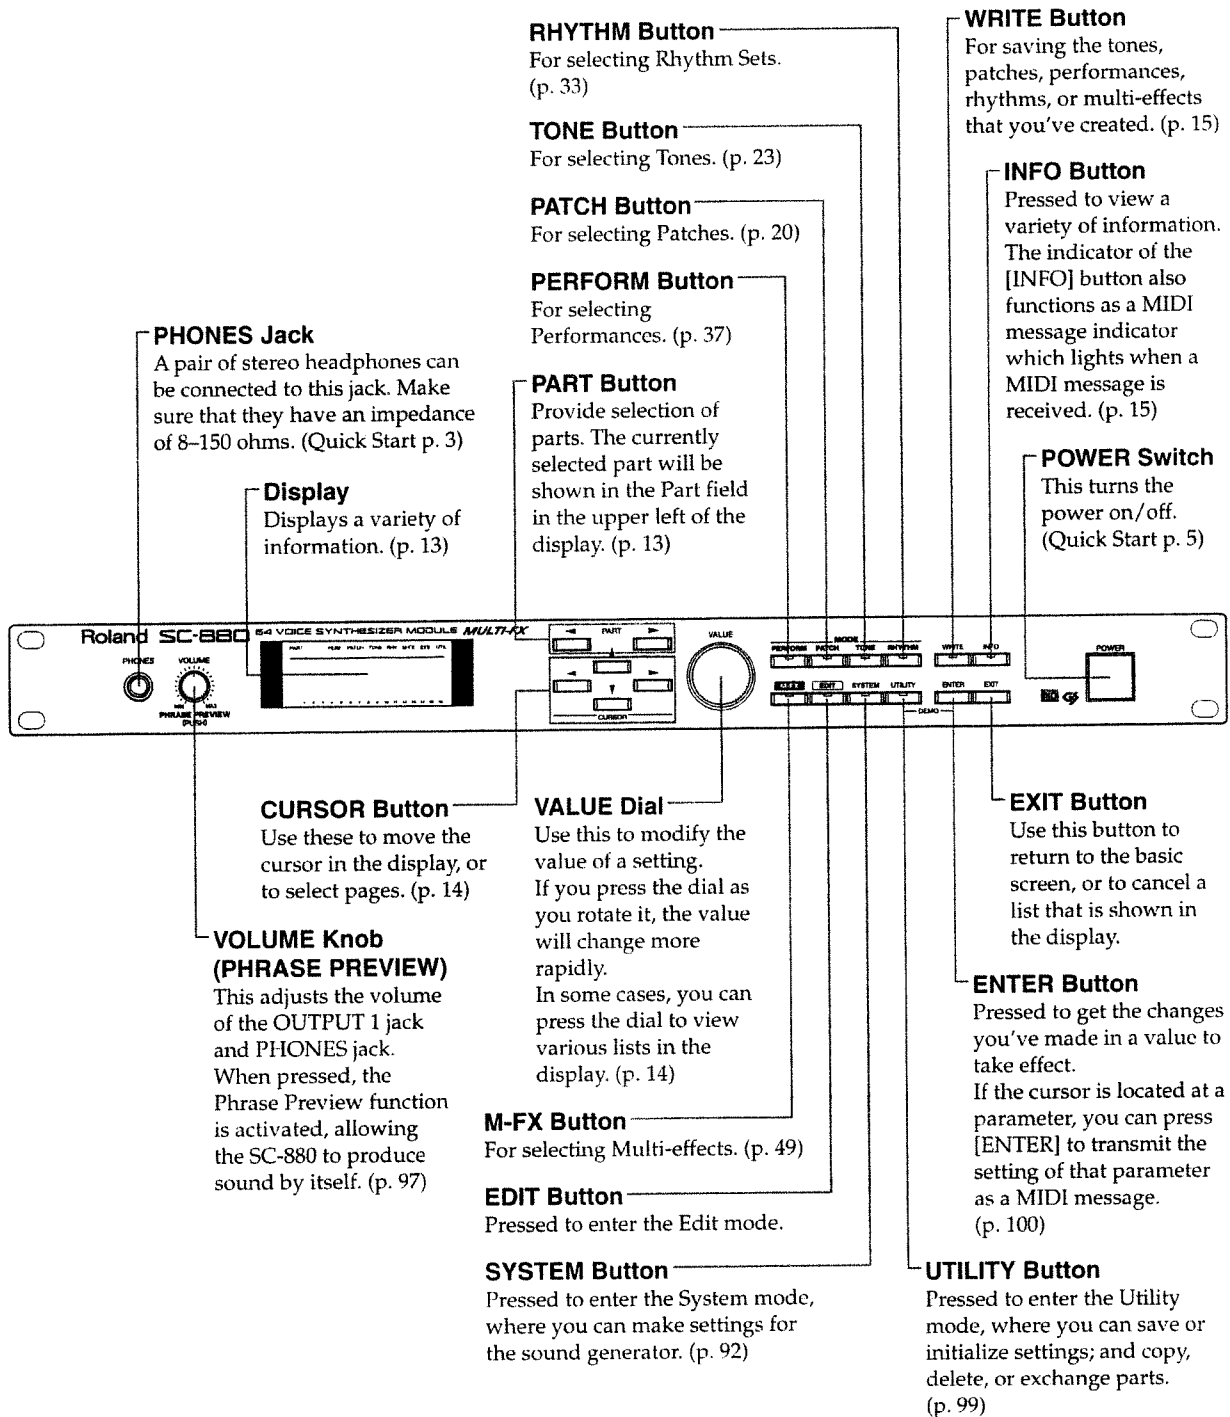 RHYTHM Button
For selecting Rhythm Sets.
(p. 33)
TONE Button
For selecting Tones. (p. 23)
PATCH Button
For selecting Patches. (p. 20)
PERFORM Button
For selecting
Performances. (p. 37)
WRITE Button
For saving the tones,
patches, performances,
rhythms, or multi-effects
that you've created. (p. 15)
INFO Button
Pressed to view a
variety of information.
The indicator of the
[INFO] button also
functions as a MIDI
message indicator
which lights when a
MIDI message is
received. (p. 15)
PHONES Jack
A pair of stereo headphones can
be connected to this jack. Make
sure that they have an impedance
of 8–150 ohms. (Quick Start p. 3)
PART Button
Provide selection of
parts. The currently
selected part will be
shown in the Part field
in the upper left of the
display. (p. 13)
POWER Switch
This turns the
power on/off.
(Quick Start p. 5)
Display
Displays a variety of
information. (p. 13)
Roland SC-880 64 VOICE SYNTHESIZER MODULE MULTI-FX
PHONES
VOLUME
MIN MAX
PHRASE PREVIEW
(PUSH)
PART
CURSOR
VALUE
MODE
PERFORM PATCH TONE RHYTHM
EDIT SYSTEM UTILITY
WRITE INFO
ENTER EXIT
DEMO
POWER
CURSOR Button
Use these to move the
cursor in the display, or
to select pages. (p. 14)
VALUE Dial
Use this to modify the
value of a setting.
If you press the dial as
you rotate it, the value
will change more
rapidly.
In some cases, you can
press the dial to view
various lists in the
display. (p. 14)
EXIT Button
Use this button to
return to the basic
screen, or to cancel a
list that is shown in
the display.
VOLUME Knob
(PHRASE PREVIEW)
This adjusts the volume
of the OUTPUT 1 jack
and PHONES jack.
When pressed, the
Phrase Preview function
is activated, allowing
the SC-880 to produce
sound by itself. (p. 97)
ENTER Button
Pressed to get the changes
you've made in a value to
take effect.
If the cursor is located at a
parameter, you can press
[ENTER] to transmit the
setting of that parameter
as a MIDI message.
(p. 100)
M-FX Button
For selecting Multi-effects. (p. 49)
EDIT Button
Pressed to enter the Edit mode.
SYSTEM Button
Pressed to enter the System mode,
where you can make settings for
the sound generator. (p. 92)
UTILITY Button
Pressed to enter the Utility
mode, where you can save or
initialize settings; and copy,
delete, or exchange parts.
(p. 99)